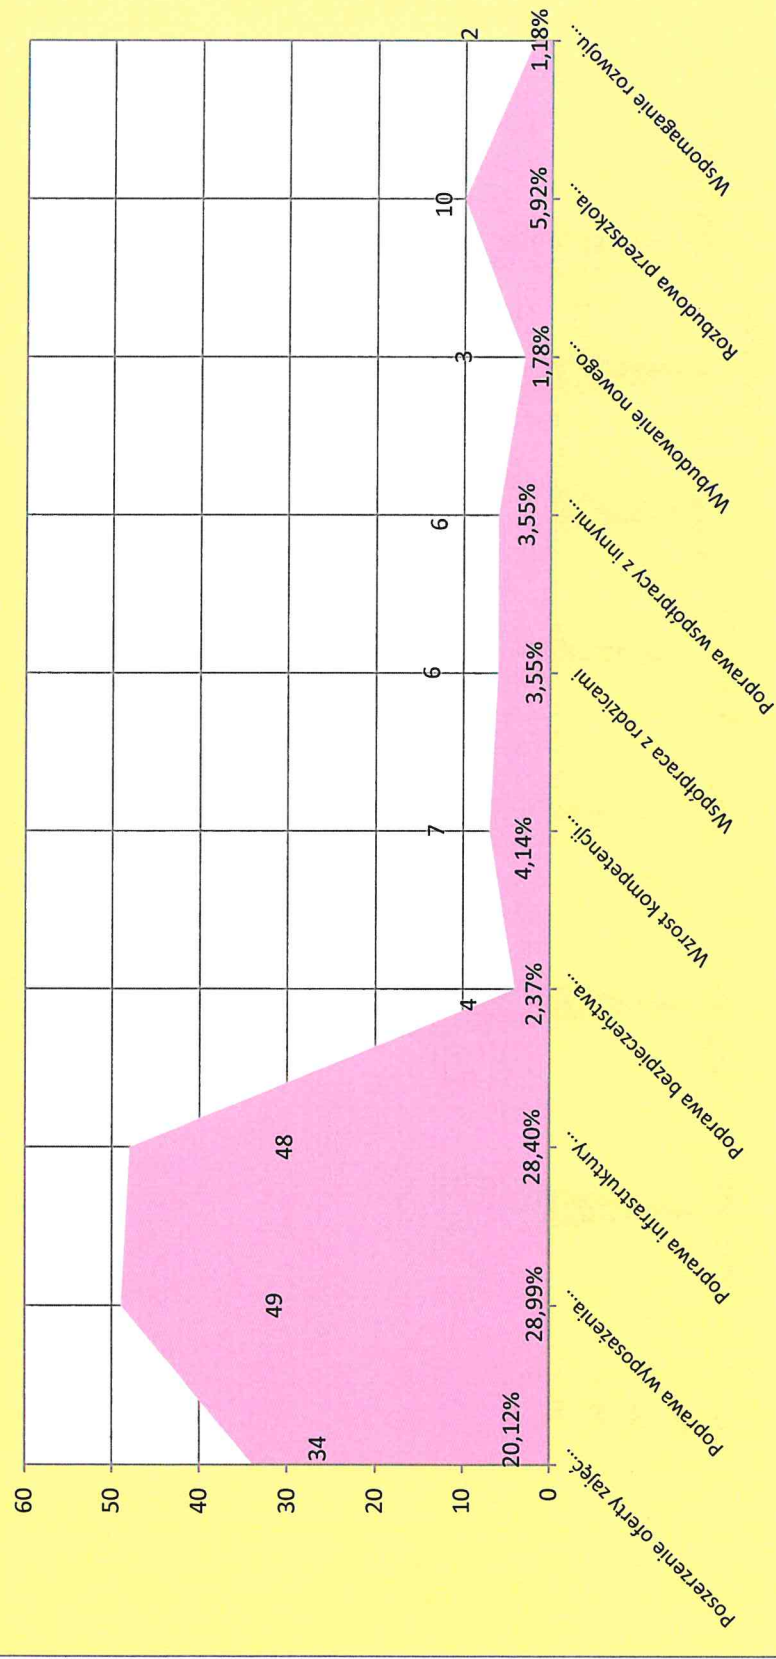 60
50
40
30
20
10
0
34
49
48
4
7
6
6
3
10
2
20,12%
28,99%
28,40%
2,37%
4,14%
3,55%
3,55%
1,78%
5,92%
1,18%
Poszerzenie oferty zajęć...
Poprawa wyposażenia...
Poprawa infrastruktury...
Poprawa bezpieczeństwa...
Wzrost kompetencji...
Współpraca z rodzicami
Poprawa współpracy z innymi...
Wybudowanie nowego...
Rozbudowa przedszkola...
Wspomaganie rozwoju...